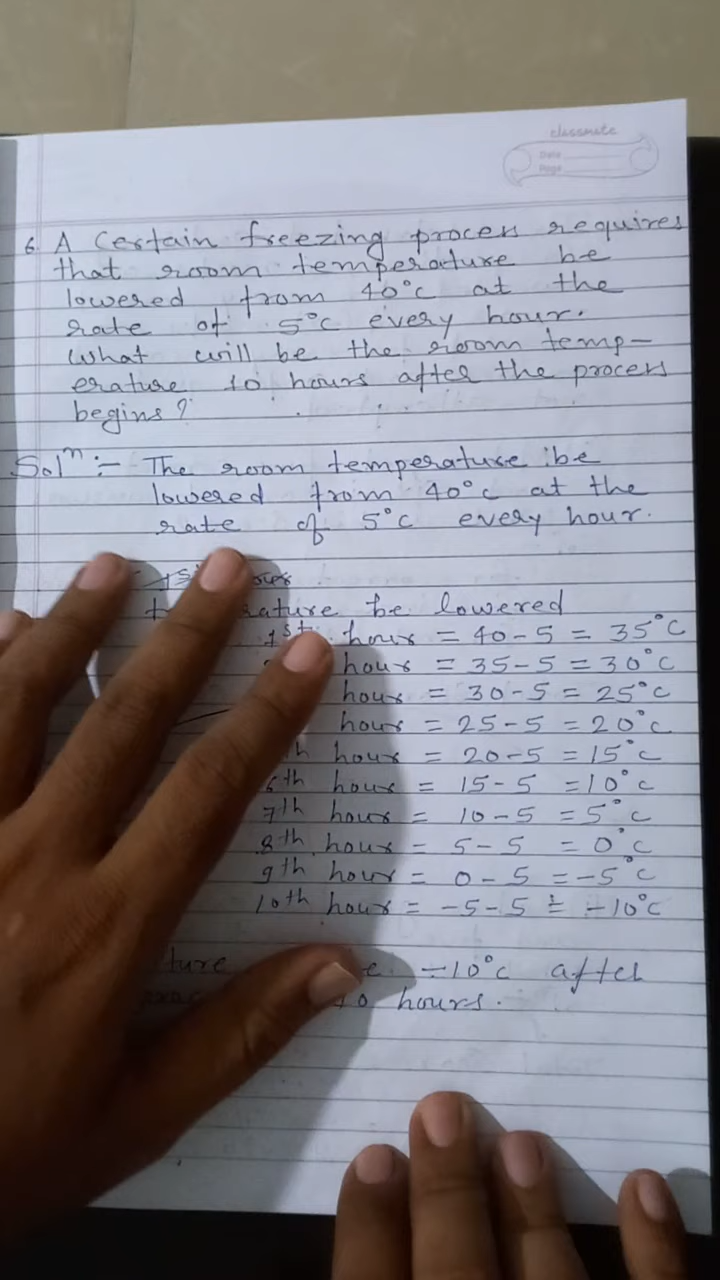 classmate
Date
Page
6. A certain freezing process requires
that room temperature be
lowered from 40°c at the
rate of 5°c every hour.
What will be the room temp-
erature 10 hours after the process
begins?
Solⁿ :- The room temperature be
lowered from 40°c at the
rate of 5°c every hour.
be lowered
1st hour = 40-5 = 35°C
hour = 35-5 = 30°C
hour = 30-5 = 25°C
hour = 25-5 = 20°C
hour = 20-5 = 15°c
6th hour = 15-5 = 10°c
7th hour = 10-5 = 5°c
8th hour = 5-5 = 0°c
9th hour = 0-5 = -5°c
10th hour = -5-5 = -10°c
-10°c after
10 hours.